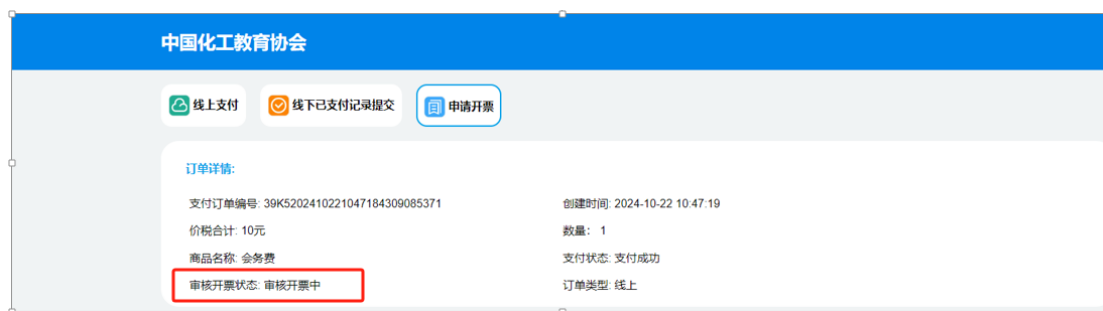 中国化工教育协会
线上支付 线下已支付记录提交 申请开票
订单详情:
支付订单编号: 39K5202410221047184309085371 创建时间: 2024-10-22 10:47:19
价税合计: 10元 数量: 1
商品名称: 会务费 支付状态: 支付成功
审核开票状态: 审核开票中 订单类型: 线上